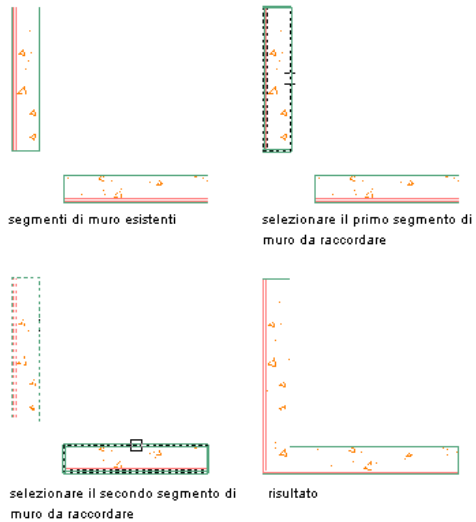 segmenti di muro esistenti
selezionare il primo segmento di
muro da raccordare
selezionare il secondo segmento di
muro da raccordare
risultato